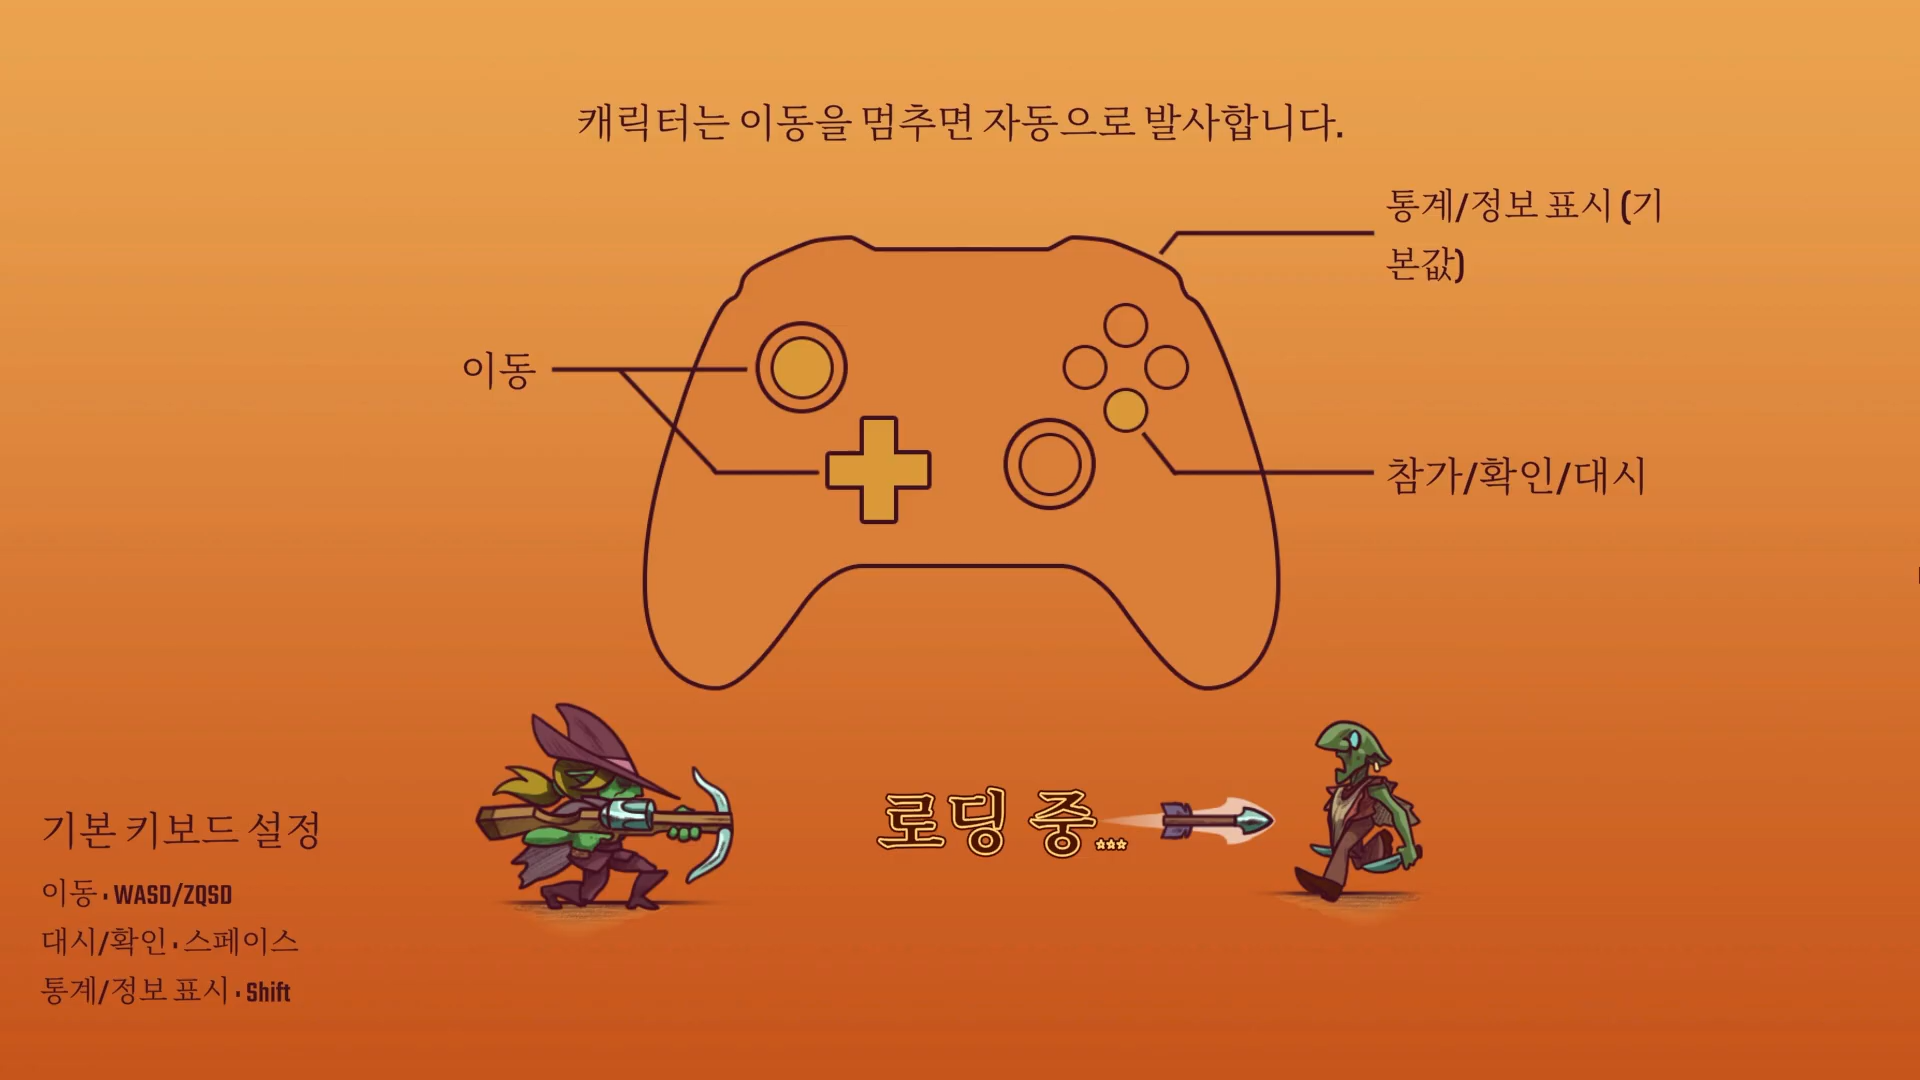 캐릭터는 이동을 멈추면 자동으로 발사합니다.
통계/정보 표시 (기
본값)
이동
참가/확인/대시
로딩 중...
기본 키보드 설정
이동 · WASD/ZQSD
대시/확인 · 스페이스
통계/정보 표시 · Shift